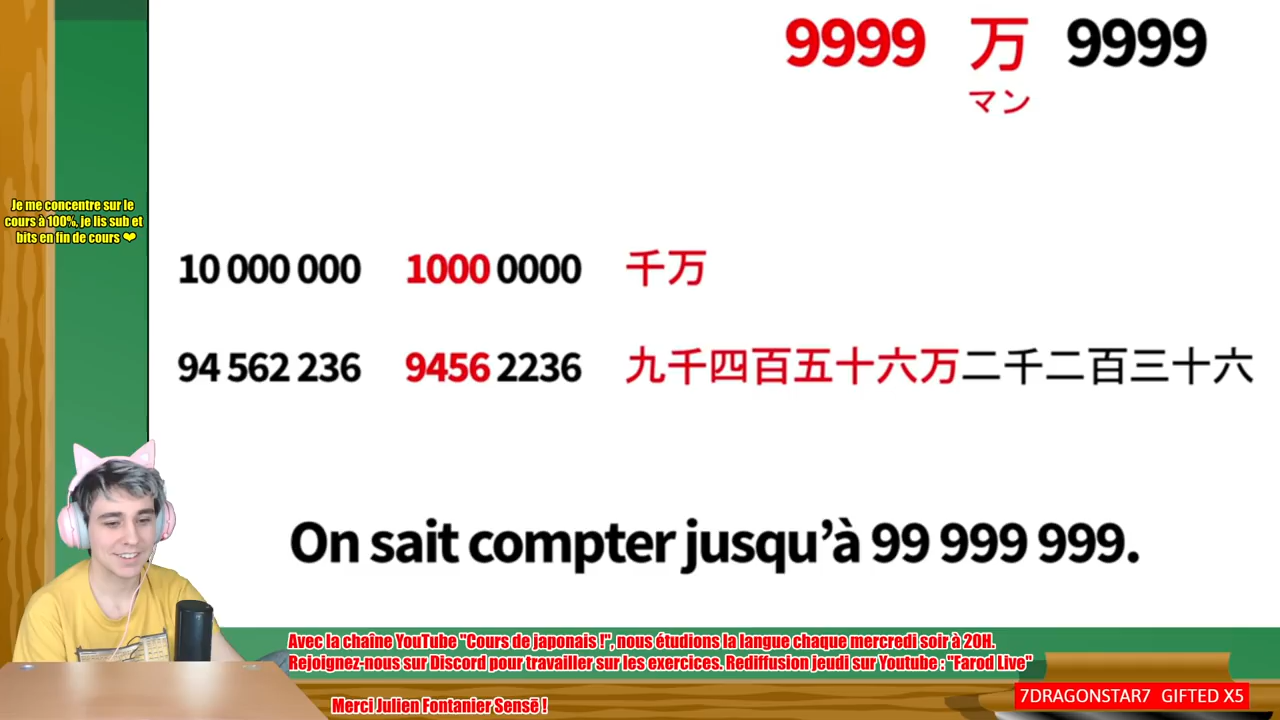 9999 万 9999
マン
Je me concentre sur le
cours à 100%, je lis sub et
bits en fin de cours ❤
10 000 000 1000 0000 千万
94 562 236 9456 2236 九千四百五十六万二千二百三十六
On sait compter jusqu’à 99 999 999.
Avec la chaîne YouTube "Cours de japonais !", nous étudions la langue chaque mercredi soir à 20H.
Rejoignez-nous sur Discord pour travailler sur les exercices. Rediffusion jeudi sur Youtube : "Farod Live"
Merci Julien Fontanier Sensē !
7DRAGONSTAR7 GIFTED X5